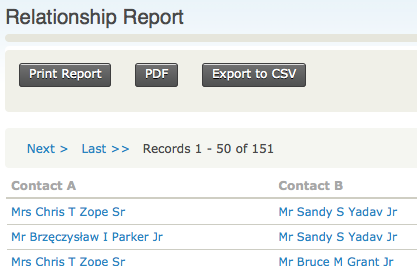 Relationship Report
Print Report PDF Export to CSV
Next > Last >> Records 1 - 50 of 151
Contact A Contact B
Mrs Chris T Zope Sr Mr Sandy S Yadav Jr
Mr Brzęczysław I Parker Jr Mr Sandy S Yadav Jr
Mrs Chris T Zope Sr Mr Bruce M Grant Jr